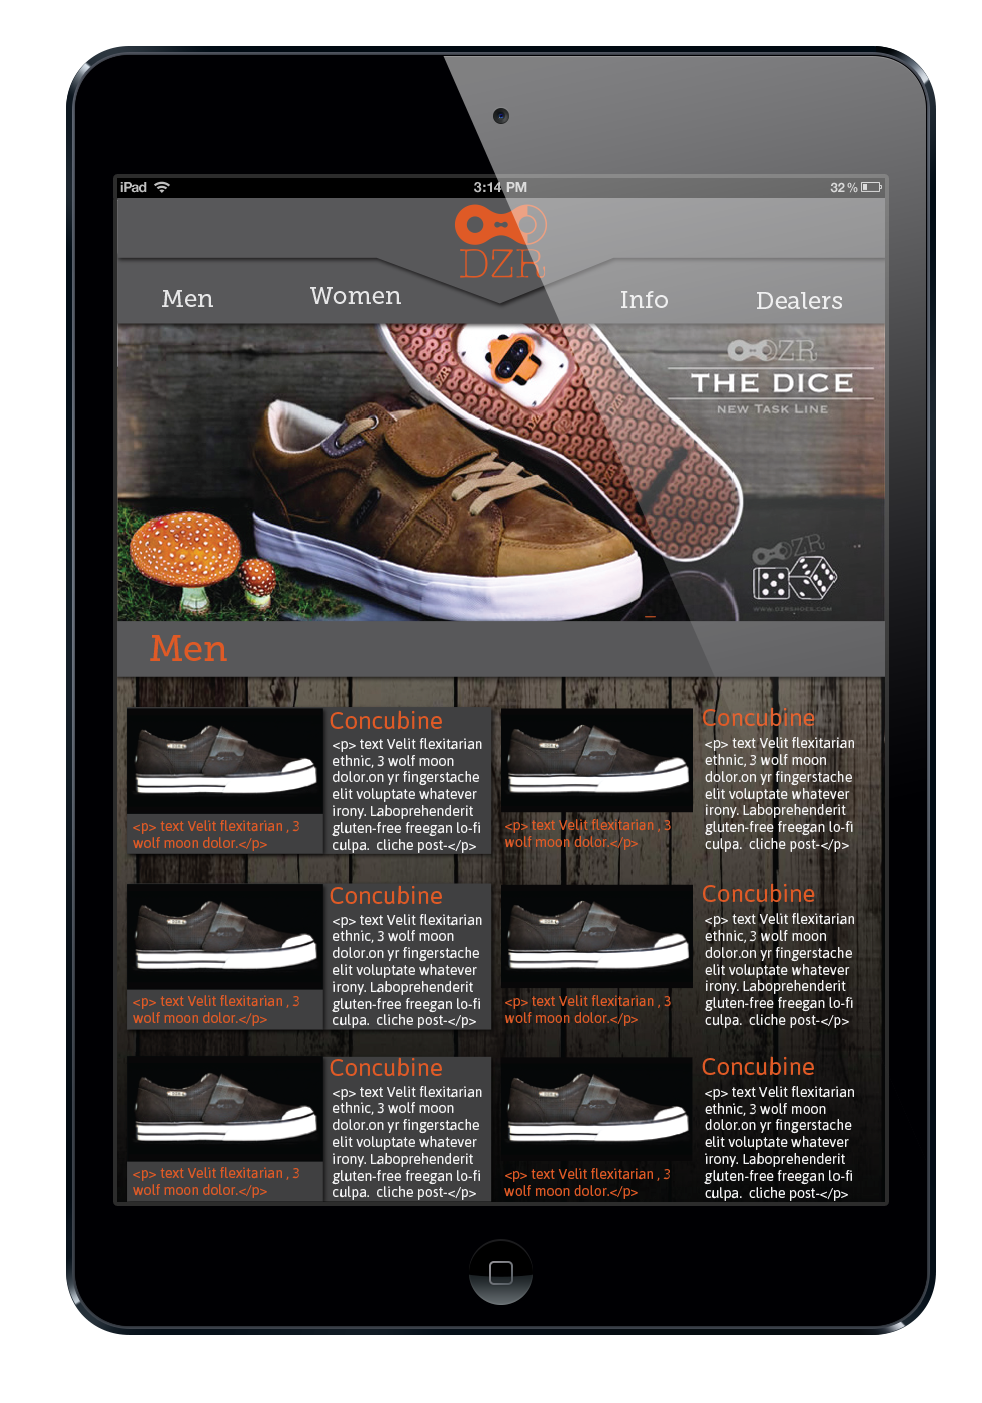 iPad 3:14 PM 32%
DZR
Men Women Info Dealers
DZR
THE DICE
NEW TASK LINE
DZR
DZR
WWW.DZRSHOES.COM
Men
Concubine
<p> text Velit flexitarian
ethnic, 3 wolf moon
dolor.on yr fingerstache
elit voluptate whatever
irony. Laboprehenderit
gluten-free freegan lo-fi
culpa. cliche post-</p>
<p> text Velit flexitarian , 3
wolf moon dolor.</p>
Concubine
<p> text Velit flexitarian
ethnic, 3 wolf moon
dolor.on yr fingerstache
elit voluptate whatever
irony. Laboprehenderit
gluten-free freegan lo-fi
culpa. cliche post-</p>
<p> text Velit flexitarian , 3
wolf moon dolor.</p>
Concubine
<p> text Velit flexitarian
ethnic, 3 wolf moon
dolor.on yr fingerstache
elit voluptate whatever
irony. Laboprehenderit
gluten-free freegan lo-fi
culpa. cliche post-</p>
<p> text Velit flexitarian , 3
wolf moon dolor.</p>
Concubine
<p> text Velit flexitarian
ethnic, 3 wolf moon
dolor.on yr fingerstache
elit voluptate whatever
irony. Laboprehenderit
gluten-free freegan lo-fi
culpa. cliche post-</p>
<p> text Velit flexitarian , 3
wolf moon dolor.</p>
Concubine
<p> text Velit flexitarian
ethnic, 3 wolf moon
dolor.on yr fingerstache
elit voluptate whatever
irony. Laboprehenderit
gluten-free freegan lo-fi
culpa. cliche post-</p>
<p> text Velit flexitarian , 3
wolf moon dolor.</p>
Concubine
<p> text Velit flexitarian
ethnic, 3 wolf moon
dolor.on yr fingerstache
elit voluptate whatever
irony. Laboprehenderit
gluten-free freegan lo-fi
culpa. cliche post-</p>
<p> text Velit flexitarian , 3
wolf moon dolor.</p>